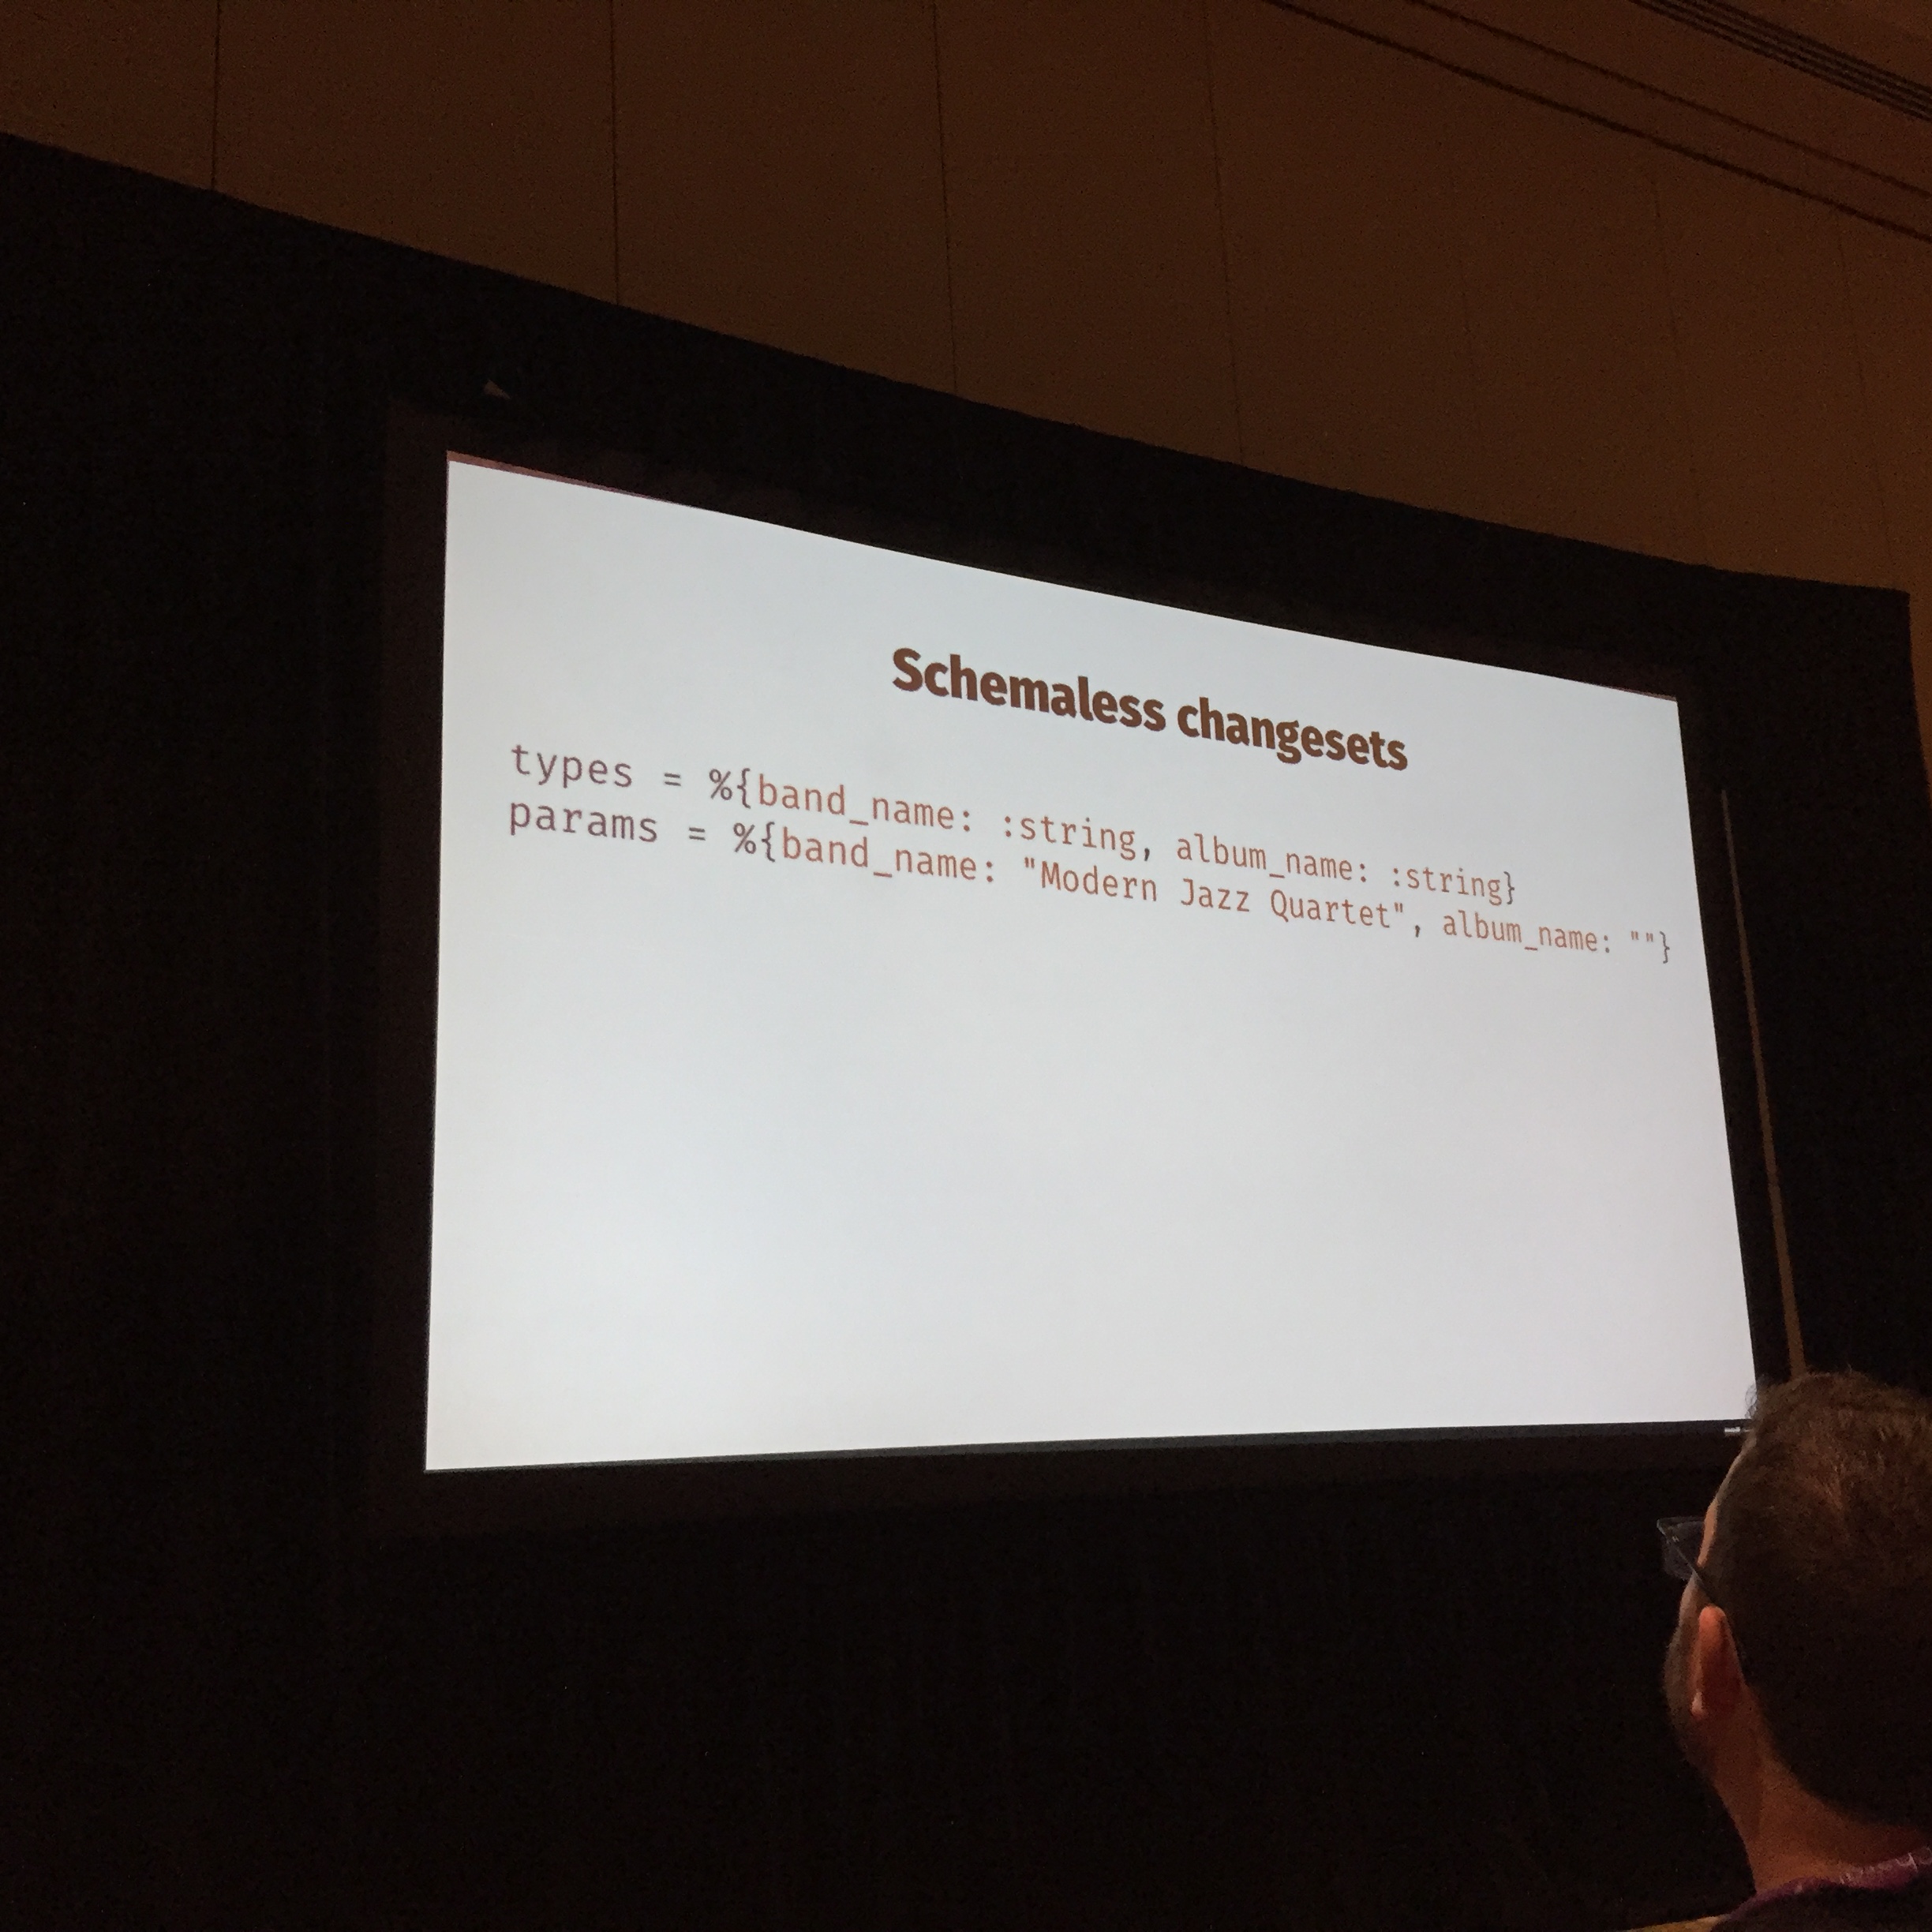 Schemaless changesets
types = %{band_name: :string, album_name: :string}
params = %{band_name: "Modern Jazz Quartet", album_name: ""}